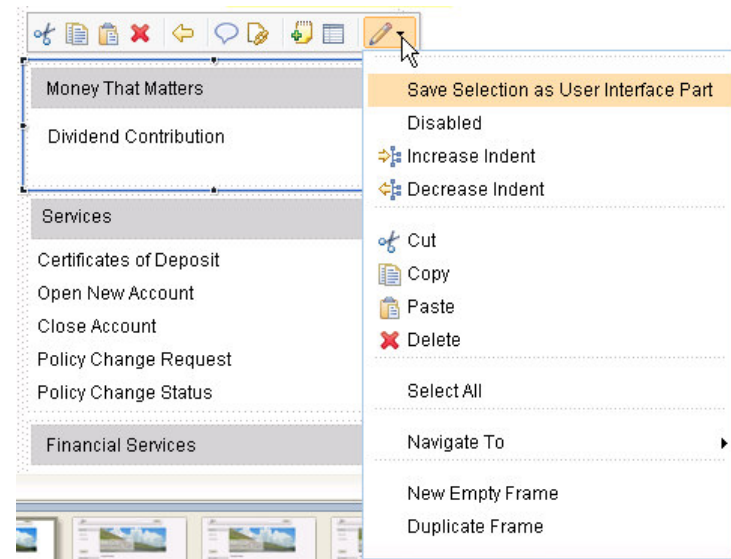 Money That Matters
Dividend Contribution
Services
Certificates of Deposit
Open New Account
Close Account
Policy Change Request
Policy Change Status
Financial Services
Save Selection as User Interface Part
Disabled
Increase Indent
Decrease Indent
Cut
Copy
Paste
Delete
Select All
Navigate To
New Empty Frame
Duplicate Frame